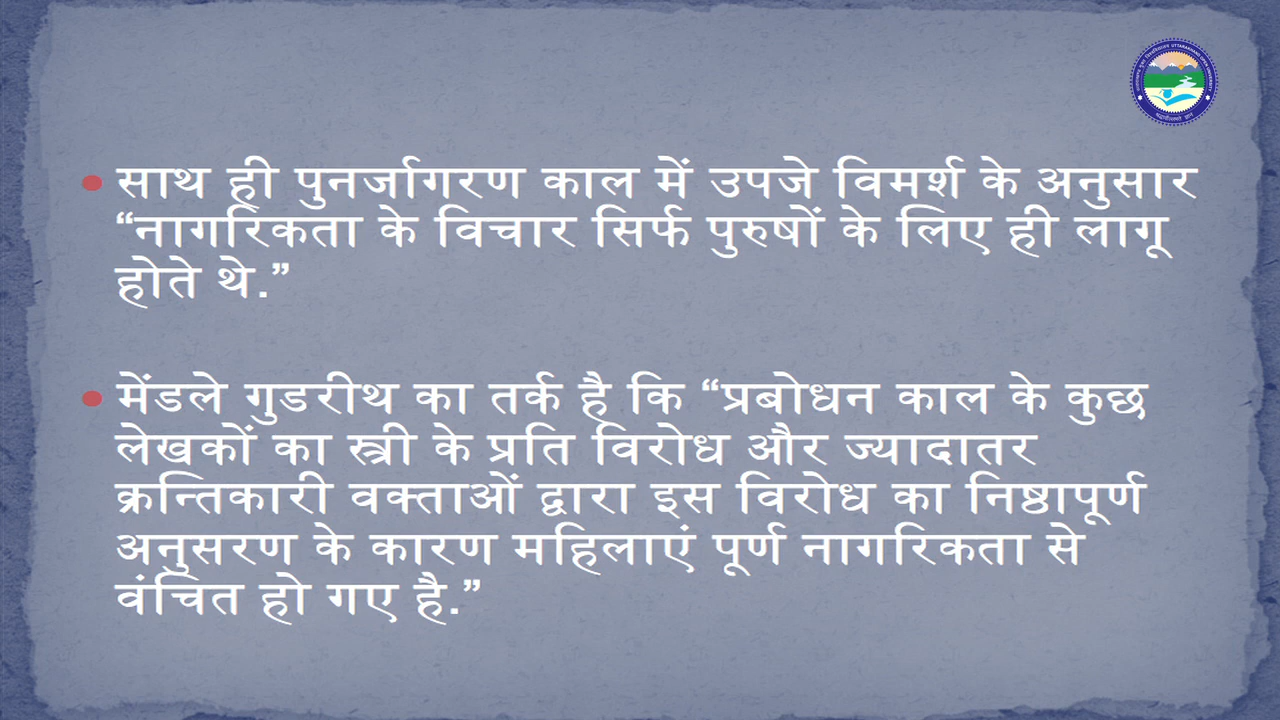 साथ ही पुनर्जागरण काल में उपजे विमर्श के अनुसार
“नागरिकता के विचार सिर्फ पुरुषों के लिए ही लागू
होते थे.”
मेंडले गुडरीथ का तर्क है कि “प्रबोधन काल के कुछ
लेखकों का स्त्री के प्रति विरोध और ज्यादातर
क्रन्तिकारी वक्ताओं द्वारा इस विरोध का निष्ठापूर्ण
अनुसरण के कारण महिलाएं पूर्ण नागरिकता से
वंचित हो गए है.”